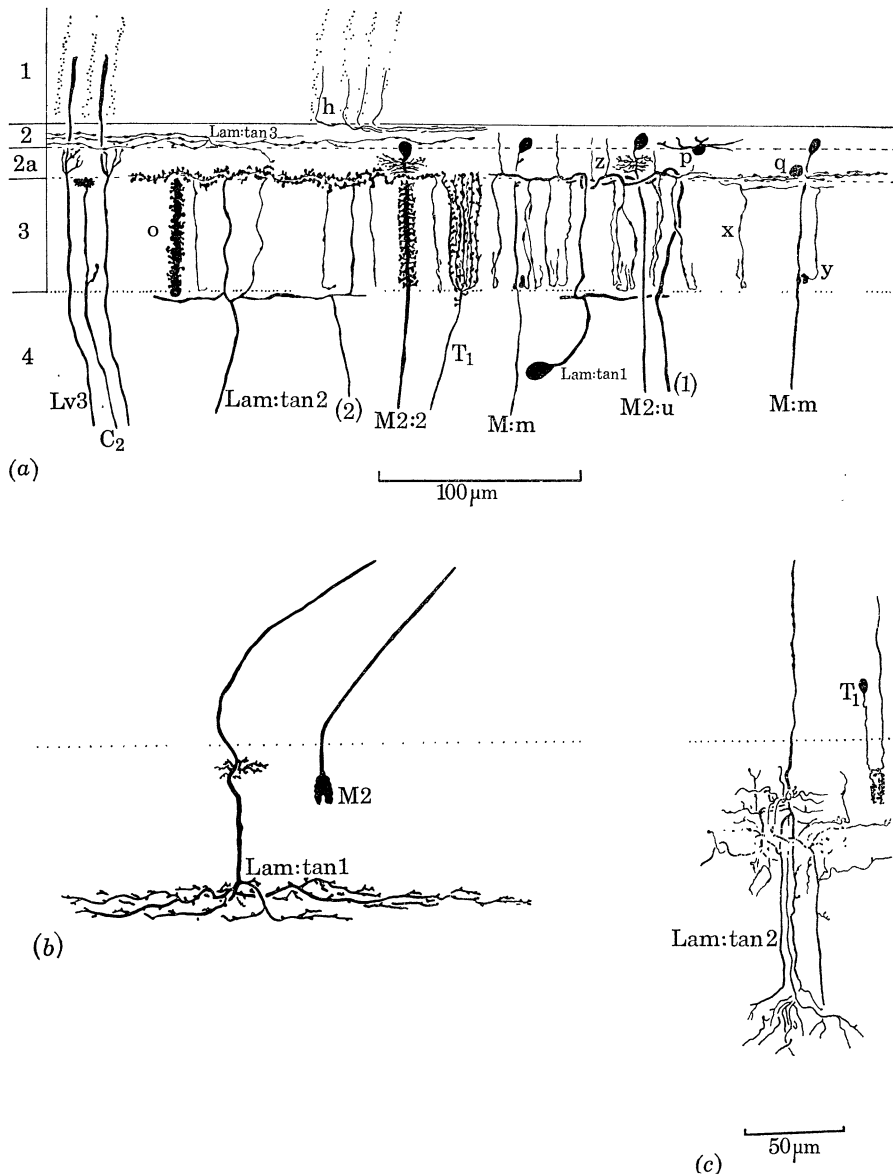 1
h
2
Lam:tan3
2a
z
p
q
3
o
x
y
4
T1
Lam:tan1
Lv3
C2
Lam:tan2
(2)
M2:2
M:m
M2:u
(1)
M:m
(a)
100 μm
T1
M2
Lam:tan1
(b)
Lam:tan2
50 μm
(c)